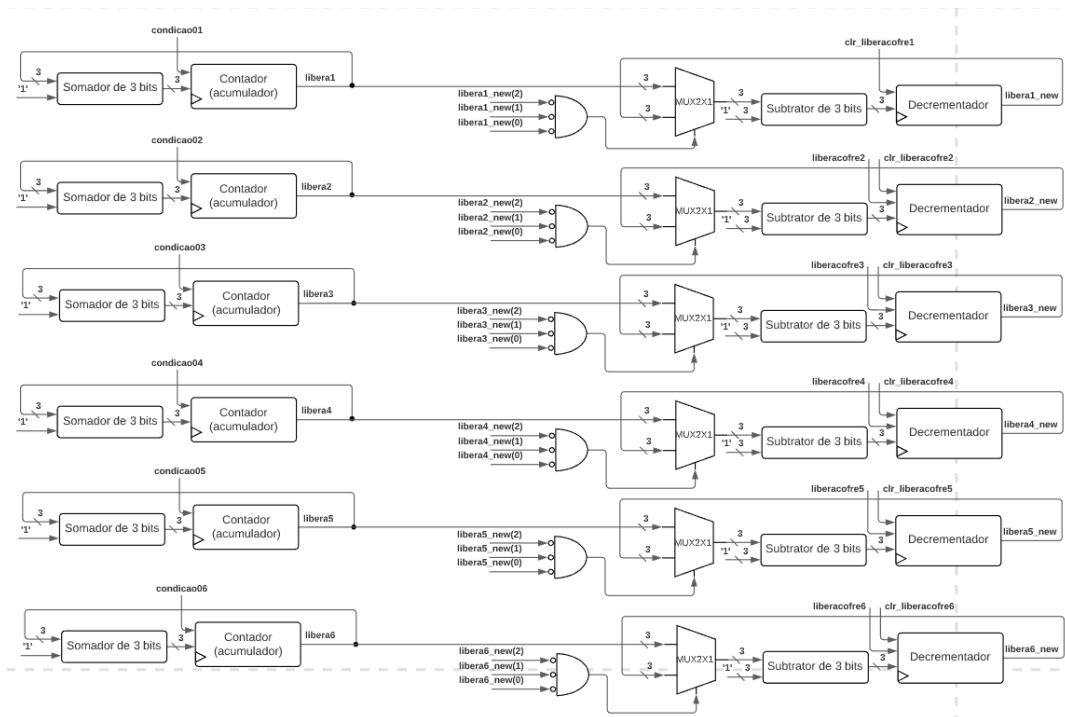 condicao01
clr_liberacofre1
3
Somador de 3 bits
'1'
3
Contador
(acumulador)
libera1
libera1_new(2)
libera1_new(1)
libera1_new(0)
3
3
MUX2X1
3
'1'
3
Subtrator de 3 bits
3
Decrementador
libera1_new
condicao02
liberacofre2
clr_liberacofre2
3
Somador de 3 bits
'1'
3
Contador
(acumulador)
libera2
libera2_new(2)
libera2_new(1)
libera2_new(0)
3
3
MUX2X1
3
'1'
3
Subtrator de 3 bits
3
Decrementador
libera2_new
condicao03
liberacofre3
clr_liberacofre3
3
Somador de 3 bits
'1'
3
Contador
(acumulador)
libera3
libera3_new(2)
libera3_new(1)
libera3_new(0)
3
3
MUX2X1
3
'1'
3
Subtrator de 3 bits
3
Decrementador
libera3_new
condicao04
liberacofre4
clr_liberacofre4
3
Somador de 3 bits
'1'
3
Contador
(acumulador)
libera4
libera4_new(2)
libera4_new(1)
libera4_new(0)
3
3
MUX2X1
3
'1'
3
Subtrator de 3 bits
3
Decrementador
libera4_new
condicao05
liberacofre5
clr_liberacofre5
3
Somador de 3 bits
'1'
3
Contador
(acumulador)
libera5
libera5_new(2)
libera5_new(1)
libera5_new(0)
3
3
MUX2X1
3
'1'
3
Subtrator de 3 bits
3
Decrementador
libera5_new
condicao06
liberacofre6
clr_liberacofre6
3
Somador de 3 bits
'1'
3
Contador
(acumulador)
libera6
libera6_new(2)
libera6_new(1)
libera6_new(0)
3
3
MUX2X1
3
'1'
3
Subtrator de 3 bits
3
Decrementador
libera6_new